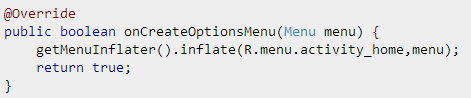 @Override
public boolean onCreateOptionsMenu(Menu menu) {
    getMenuInflater().inflate(R.menu.activity_home,menu);
    return true;
}